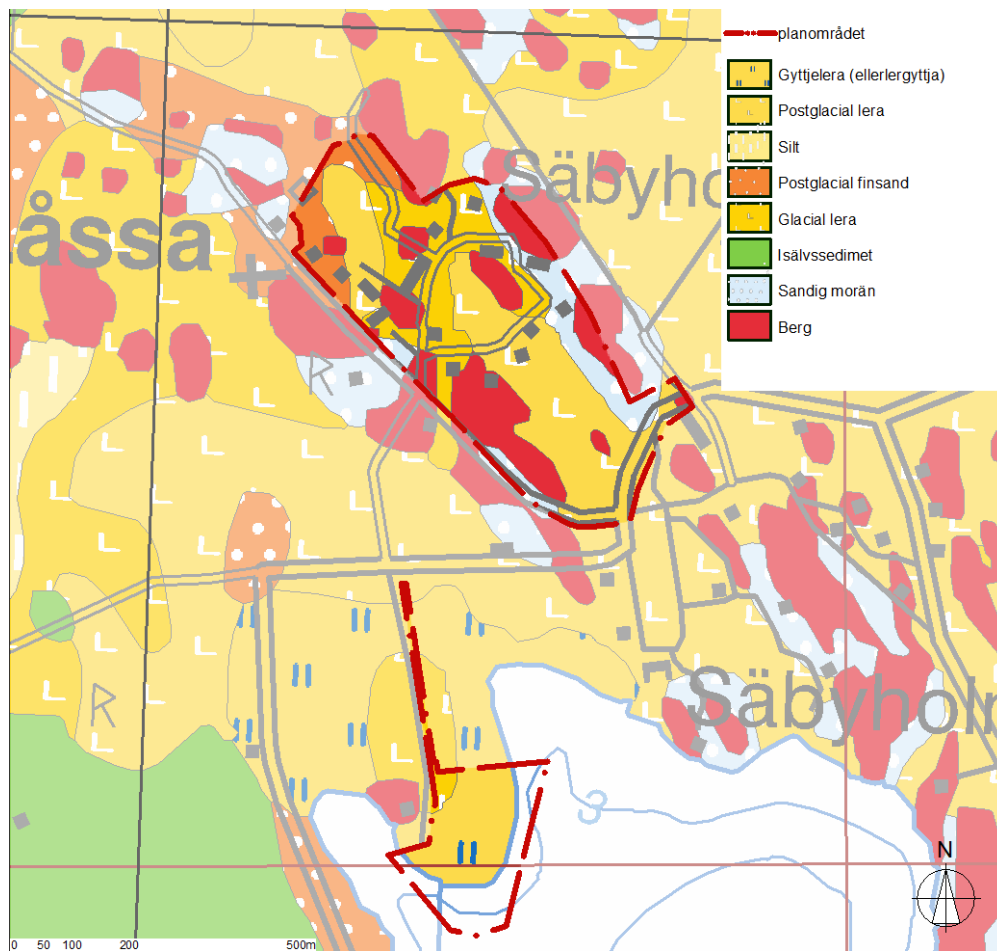 planområdet
Gyttjelera (ellerlergyttja)
Postglacial lera
Silt
Postglacial finsand
Glacial lera
Isälvssedimet
Sandig morän
Berg
Säbyho
åssa
R
R
Säbyholm
3
N
0 50 100 200 500m